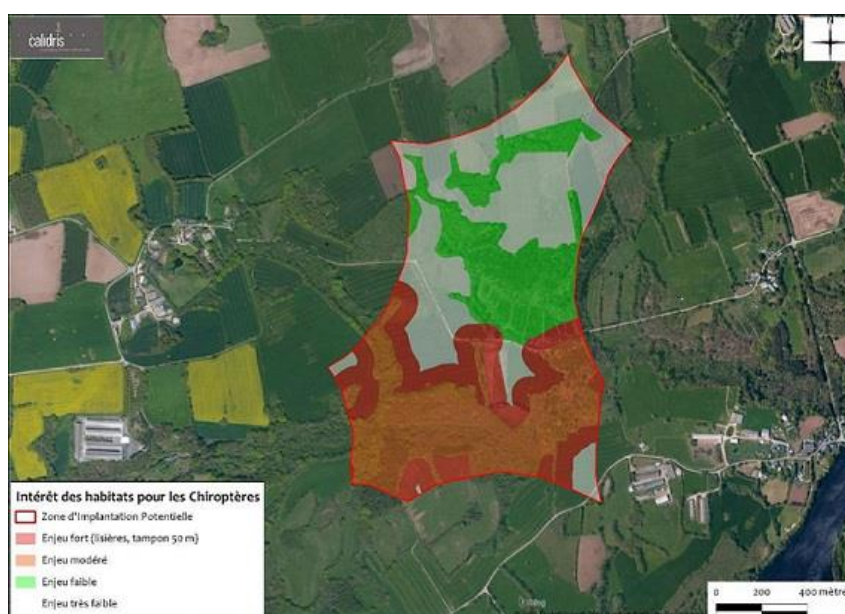 calidris
N
Intérêt des habitats pour les Chiroptères
Zone d'Implantation Potentielle
Enjeu fort (lisières, tampon 50 m)
Enjeu modéré
Enjeu faible
Enjeu très faible
0 200 400 mètre